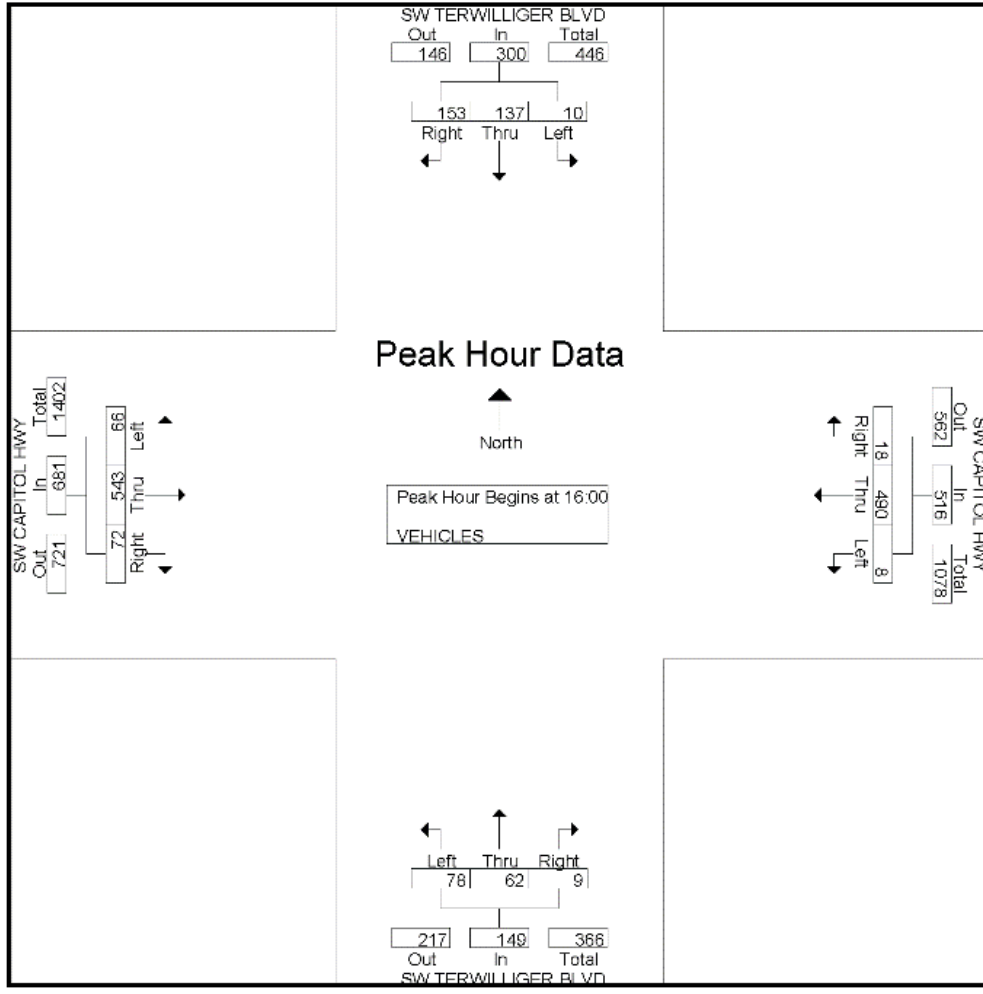 SW TERWILLIGER BLVD
Out In Total
146 300 446
153 137 10
Right Thru Left
Peak Hour Data
North
Peak Hour Begins at 16:00
VEHICLES
SW CAPITOL HWY
Out In Total
721 681 1402
72 543 66
Right Thru Left
SW CAPITOL HWY
Out In Total
562 516 1078
18 490 8
Right Thru Left
Left Thru Right
78 62 9
217 149 366
Out In Total
SW TERWILLIGER BLVD